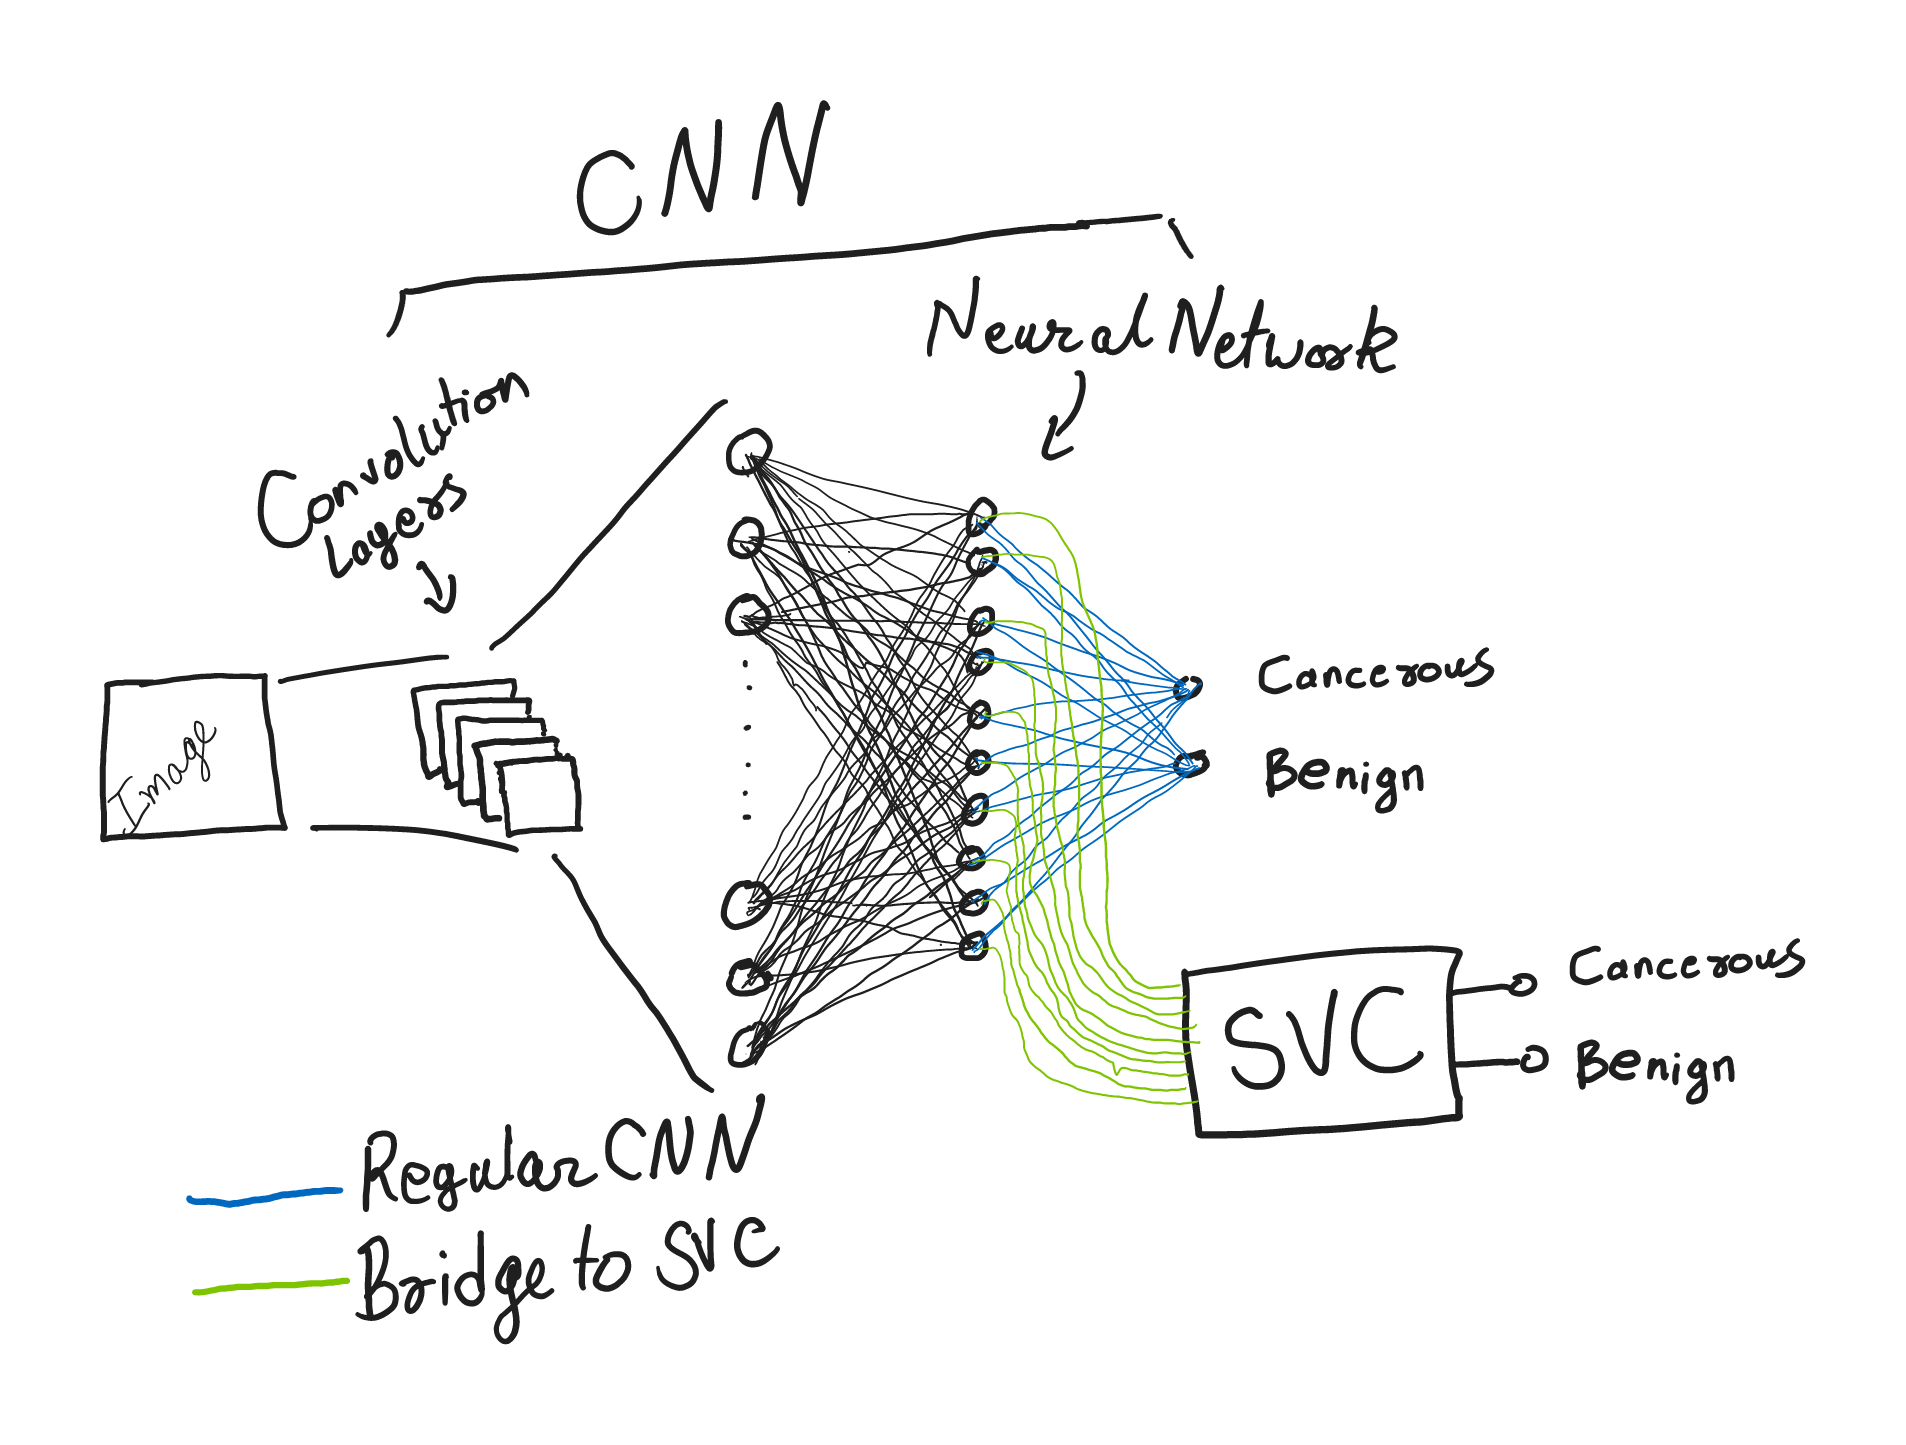 CNN
Neural Network
Convolution
Layers
Image
Cancerous
Benign
SVC
Cancerous
Benign
Regular CNN
Bridge to SVC